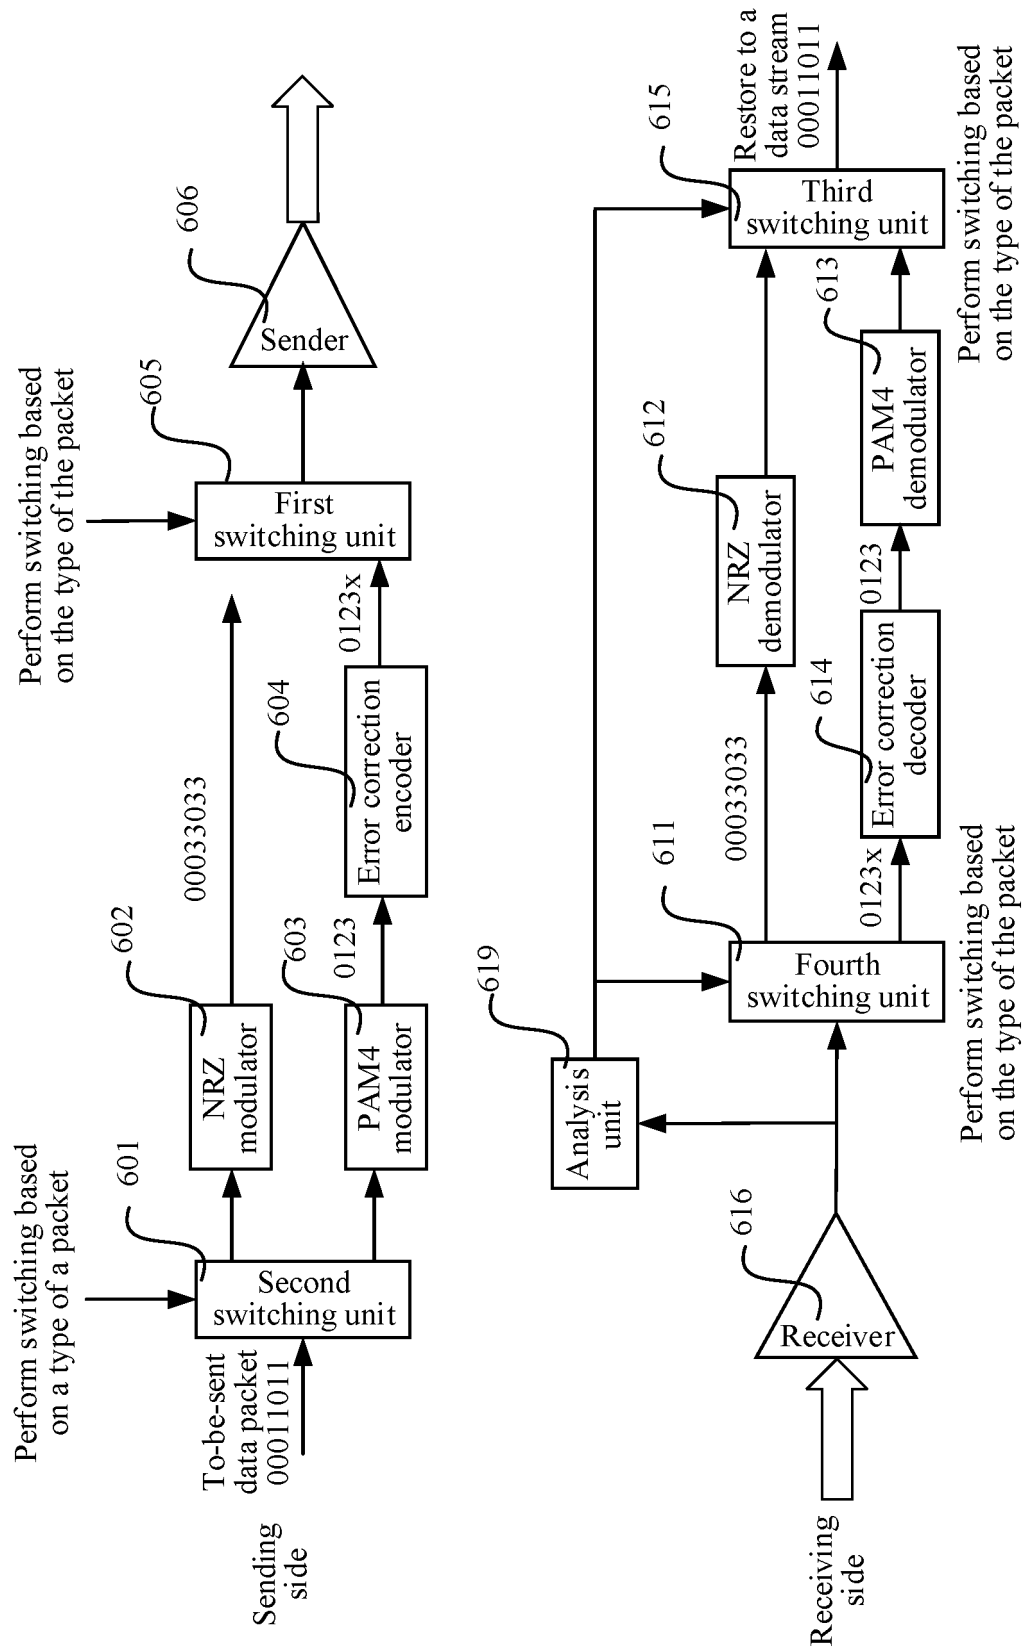 Sending
side
To-be-sent
data packet
00011011
Perform switching based
on a type of a packet
601
Second
switching unit
602
NRZ
modulator
00033033
603
PAM4
modulator
0123
604
Error correction
encoder
0123x
Perform switching based
on the type of the packet
605
First
switching unit
606
Sender
Receiving
side
616
Receiver
619
Analysis
unit
611
Fourth
switching unit
Perform switching based
on the type of the packet
00033033
612
NRZ
demodulator
0123x
614
Error correction
decoder
0123
613
PAM4
demodulator
615
Third
switching unit
Perform switching based
on the type of the packet
Restore to a
data stream
00011011